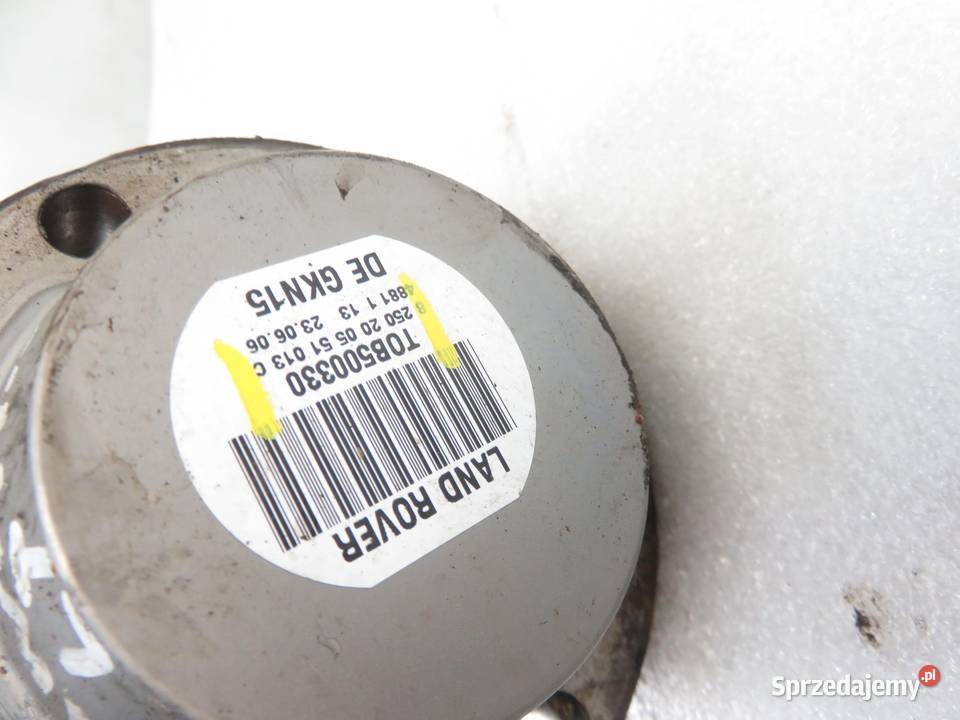 LAND ROVER
TOB500330
8 250 20 05 51 013 C
4881 1 13 23.06.06
DE GKN15
Sprzedajemy.pl